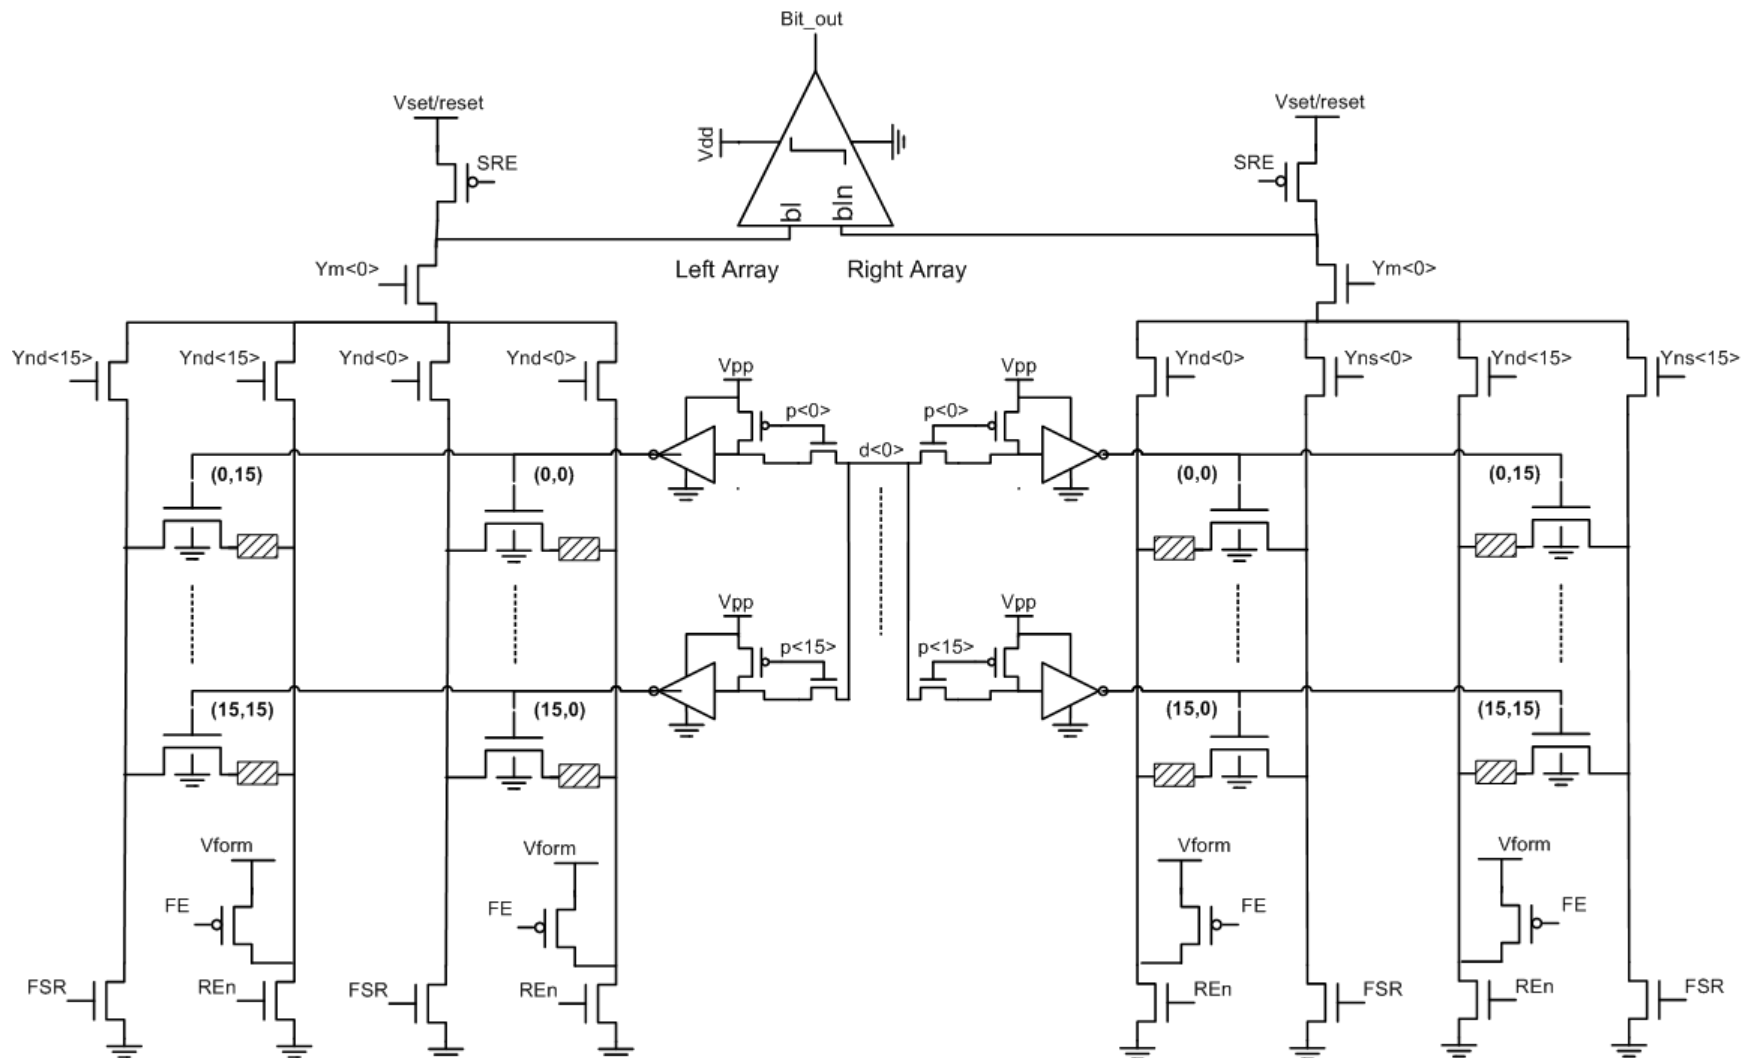 Bit_out
Vset/reset
Vset/reset
Vdd
SRE
SRE
bl
bln
Ym<0>
Left Array
Right Array
Ym<0>
Ynd<15>
Ynd<15>
Ynd<0>
Ynd<0>
Vpp
Vpp
Ynd<0>
Yns<0>
Ynd<15>
Yns<15>
p<0>
p<0>
d<0>
(0,15)
(0,0)
(0,0)
(0,15)
Vpp
Vpp
p<15>
p<15>
(15,15)
(15,0)
(15,0)
(15,15)
Vform
Vform
Vform
Vform
FE
FE
FE
FE
FSR
REn
FSR
REn
REn
FSR
REn
FSR